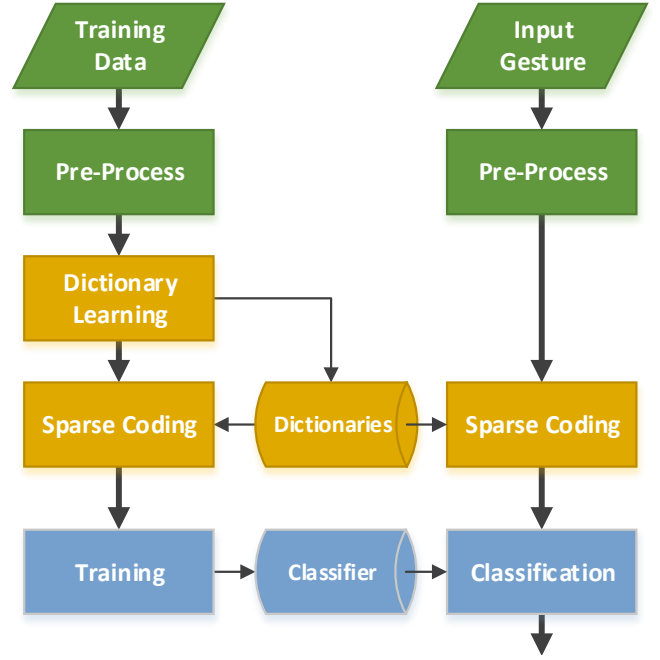 Training
Data
Input
Gesture
Pre-Process
Pre-Process
Dictionary
Learning
Sparse Coding
Dictionaries
Sparse Coding
Training
Classifier
Classification